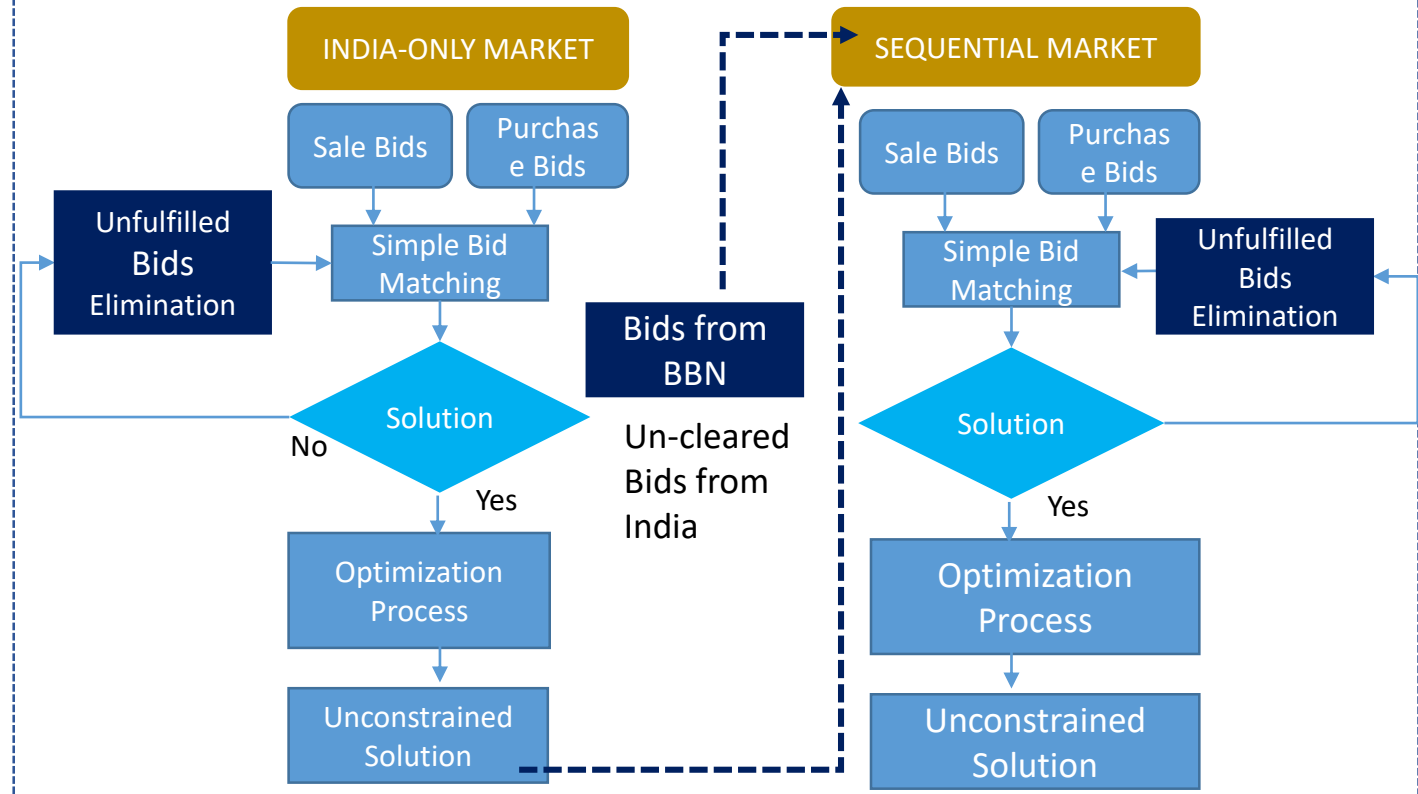 INDIA-ONLY MARKET
Sale Bids
Purchas
e Bids
Unfulfilled
Bids
Elimination
Simple Bid
Matching
Solution
No
Yes
Optimization
Process
Unconstrained
Solution
Bids from
BBN
Un-cleared
Bids from
India
SEQUENTIAL MARKET
Sale Bids
Purchas
e Bids
Simple Bid
Matching
Unfulfilled
Bids
Elimination
Solution
Yes
Optimization
Process
Unconstrained
Solution